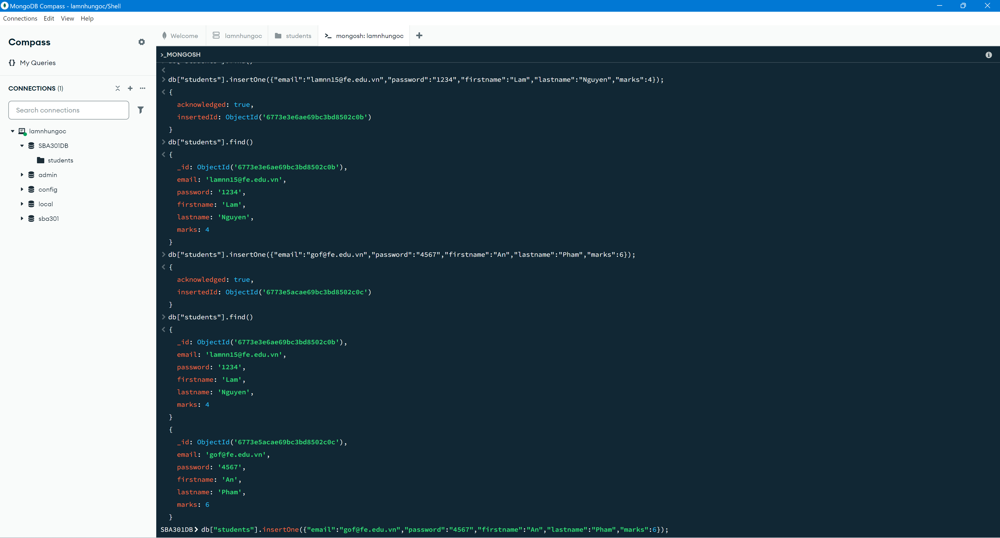 MongoDB Compass - lamnhungoc/Shell
Connections Edit View Help
Compass
{} My Queries
CONNECTIONS (1)
Search connections
lamnhungoc
SBA301DB
students
admin
config
local
sba301
Welcome
lamnhungoc
students
>_ mongosh: lamnhungoc
>_MONGOSH
db["students"].find()
<
> db["students"].insertOne({"email":"lamnn15@fe.edu.vn","password":"1234","firstname":"Lam","lastname":"Nguyen","marks":4});
< {
acknowledged: true,
insertedId: ObjectId('6773e3e6ae69bc3bd8502c0b')
}
> db["students"].find()
< {
_id: ObjectId('6773e3e6ae69bc3bd8502c0b'),
email: 'lamnn15@fe.edu.vn',
password: '1234',
firstname: 'Lam',
lastname: 'Nguyen',
marks: 4
}
> db["students"].insertOne({"email":"gof@fe.edu.vn","password":"4567","firstname":"An","lastname":"Pham","marks":6});
< {
acknowledged: true,
insertedId: ObjectId('6773e5acae69bc3bd8502c0c')
}
> db["students"].find()
< {
_id: ObjectId('6773e3e6ae69bc3bd8502c0b'),
email: 'lamnn15@fe.edu.vn',
password: '1234',
firstname: 'Lam',
lastname: 'Nguyen',
marks: 4
}
{
_id: ObjectId('6773e5acae69bc3bd8502c0c'),
email: 'gof@fe.edu.vn',
password: '4567',
firstname: 'An',
lastname: 'Pham',
marks: 6
}
SBA301DB> db["students"].insertOne({"email":"gof@fe.edu.vn","password":"4567","firstname":"An","lastname":"Pham","marks":6});